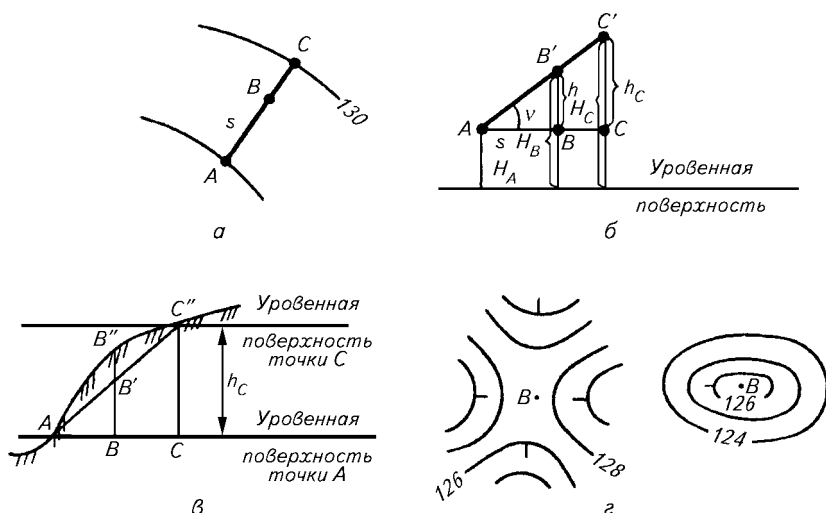 C
B
s
A
130
а
C′
B′
h
H_C
h_C
A
ν
s
H_B
B
C
H_A
Уровенная
поверхность
б
C″
Уровенная
B″
поверхность
точки C
B′
h_C
A
Уровенная
B
C
поверхность
точки A
в
B
126
128
B
126
124
г